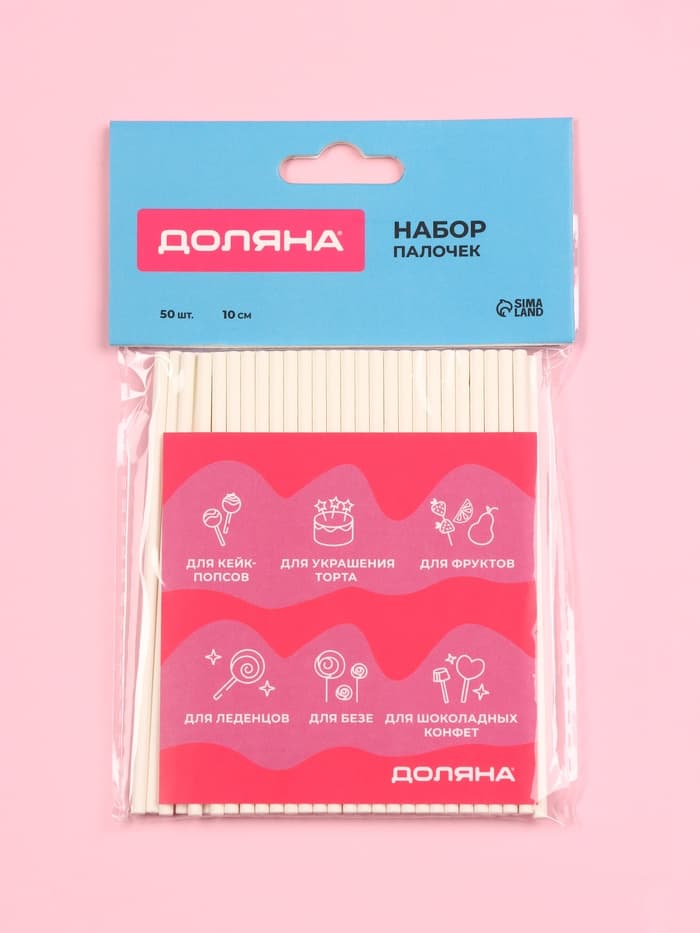 ДОЛЯНА
НАБОР
ПАЛОЧЕК
50 шт. 10 см
SIMA
LAND
ДЛЯ КЕЙК-
ПОПСОВ
ДЛЯ УКРАШЕНИЯ
ТОРТА
ДЛЯ ФРУКТОВ
ДЛЯ ЛЕДЕНЦОВ
ДЛЯ БЕЗЕ
ДЛЯ ШОКОЛАДНЫХ
КОНФЕТ
ДОЛЯНА